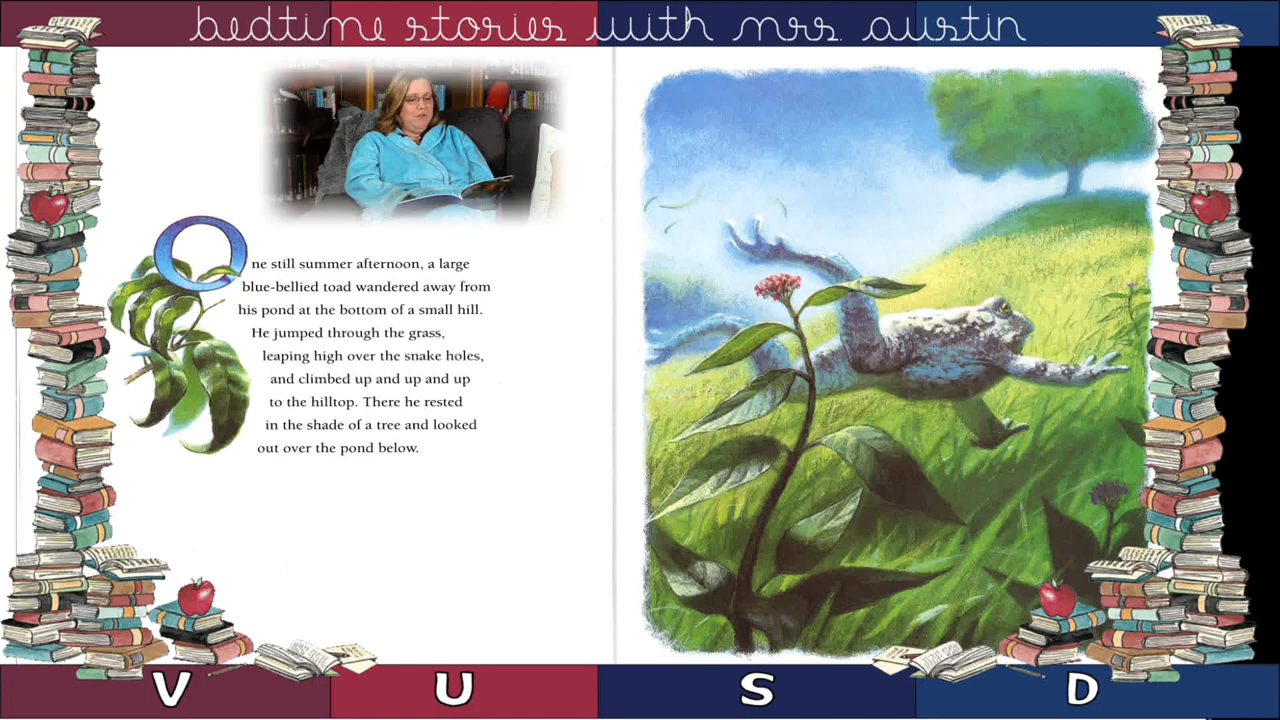 bedtime stories with mrs. austin
One still summer afternoon, a large
blue-bellied toad wandered away from
his pond at the bottom of a small hill.
He jumped through the grass,
leaping high over the snake holes,
and climbed up and up and up
to the hilltop. There he rested
in the shade of a tree and looked
out over the pond below.
V U S D